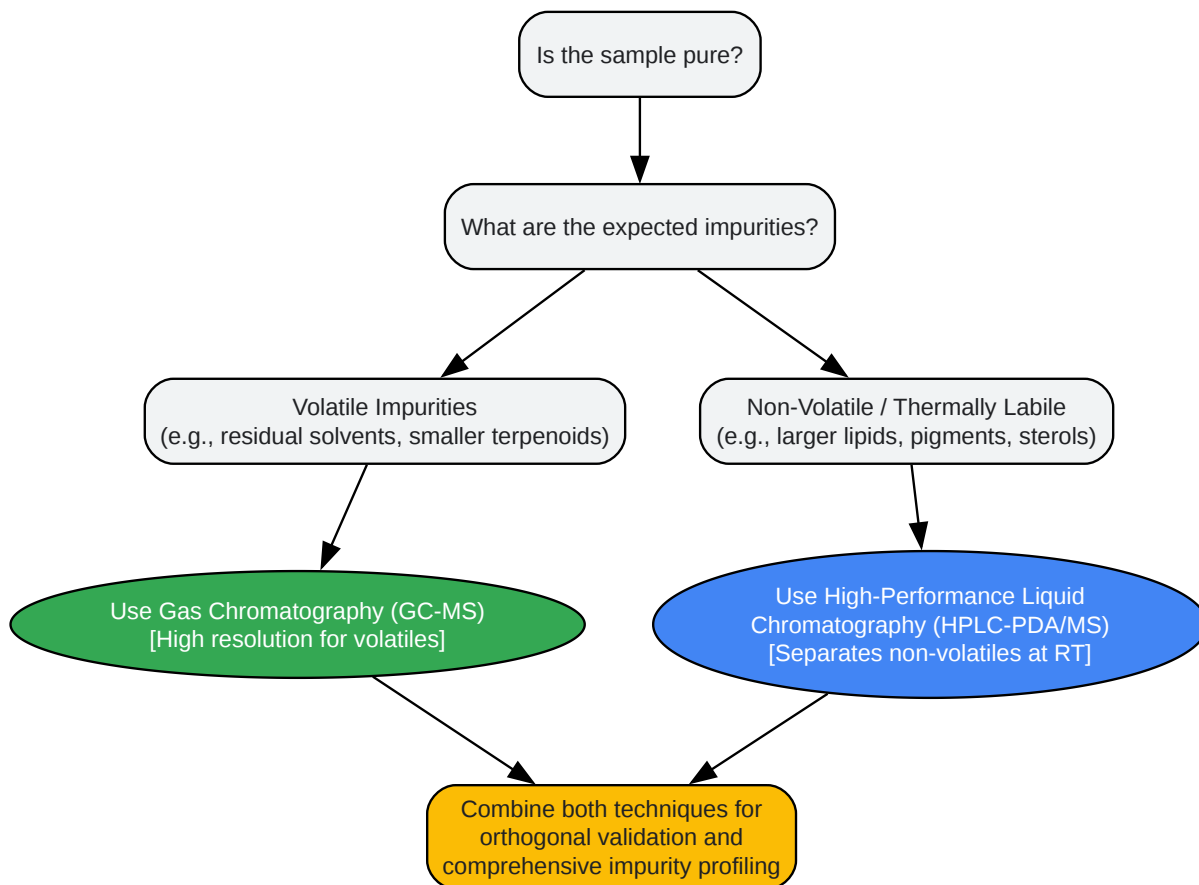 Is the sample pure?
What are the expected impurities?
Volatile Impurities
(e.g., residual solvents, smaller terpenoids)
Non-Volatile / Thermally Labile
(e.g., larger lipids, pigments, sterols)
Use Gas Chromatography (GC-MS)
[High resolution for volatiles]
Use High-Performance Liquid
Chromatography (HPLC-PDA/MS)
[Separates non-volatiles at RT]
Combine both techniques for
orthogonal validation and
comprehensive impurity profiling